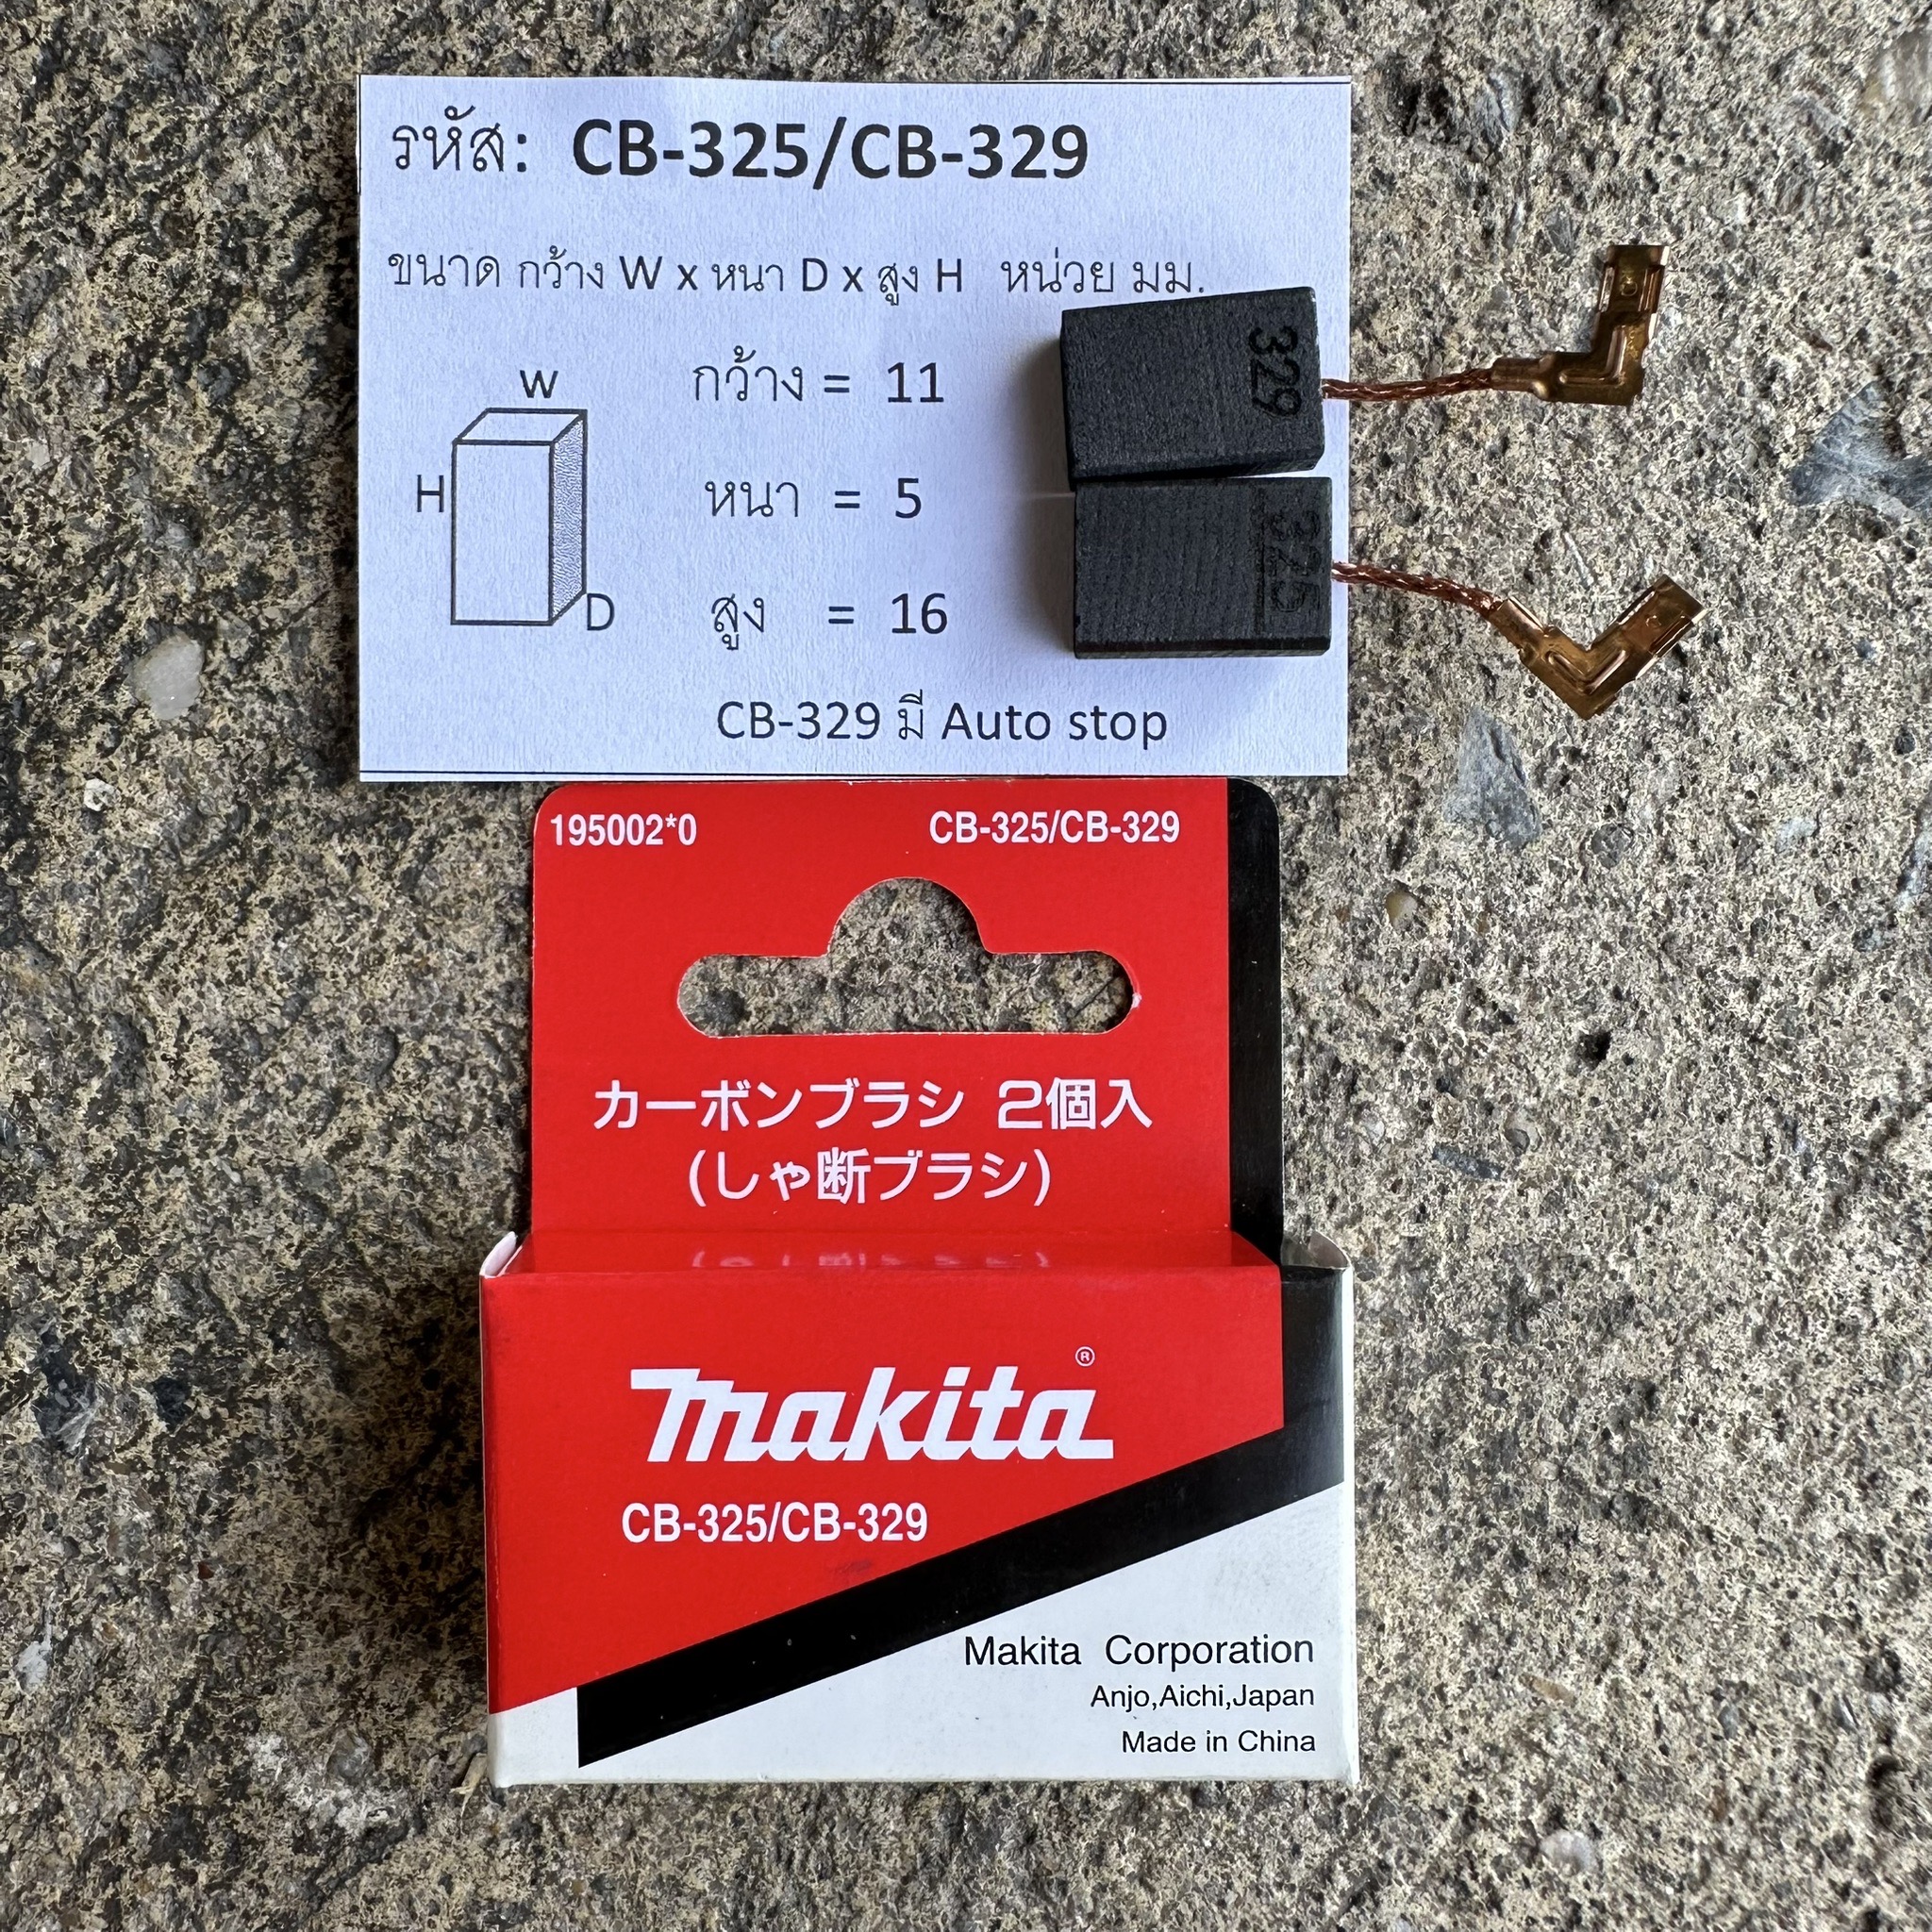 รหัส: CB-325/CB-329
ขนาด กว้าง W x หนา D x สูง H หน่วย มม.
W
H
D
กว้าง = 11
หนา = 5
สูง = 16
CB-329 มี Auto stop
329
325
195002*0 CB-325/CB-329
カーボンブラシ 2個入
(しゃ断ブラシ)
makita®
CB-325/CB-329
Makita Corporation
Anjo,Aichi,Japan
Made in China